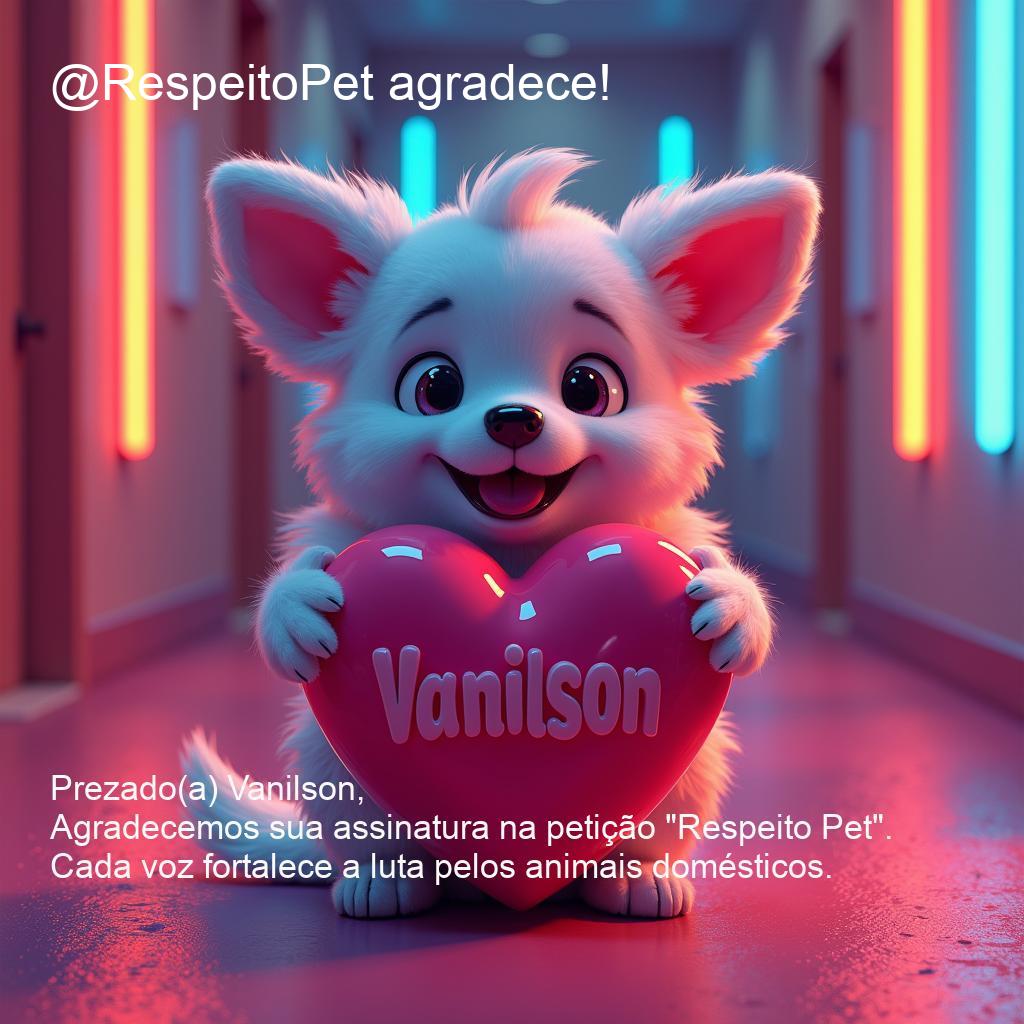 @RespeitoPet agradece!
Vanilson
Prezado(a) Vanilson,
Agradecemos sua assinatura na petição "Respeito Pet".
Cada voz fortalece a luta pelos animais domésticos.